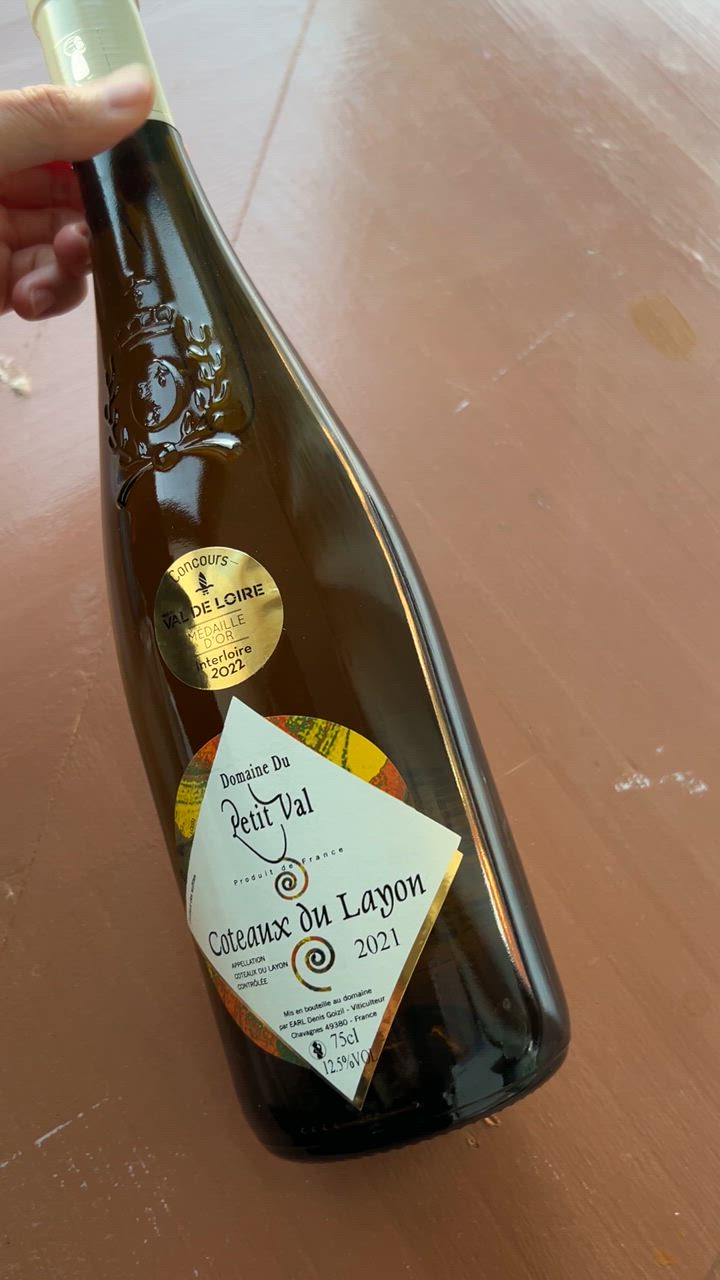 Concours
VAL DE LOIRE
MÉDAILLE
D'OR
Interloire
2022
Domaine Du
Petit Val
Produit de France
Coteaux du Layon
2021
APPELLATION
COTEAUX DU LAYON
CONTRÔLÉE
Mis en bouteille au domaine
par EARL Denis Goizil - Viticulteur
Chavagnes 49380 - France
75cl
12.5%VOL